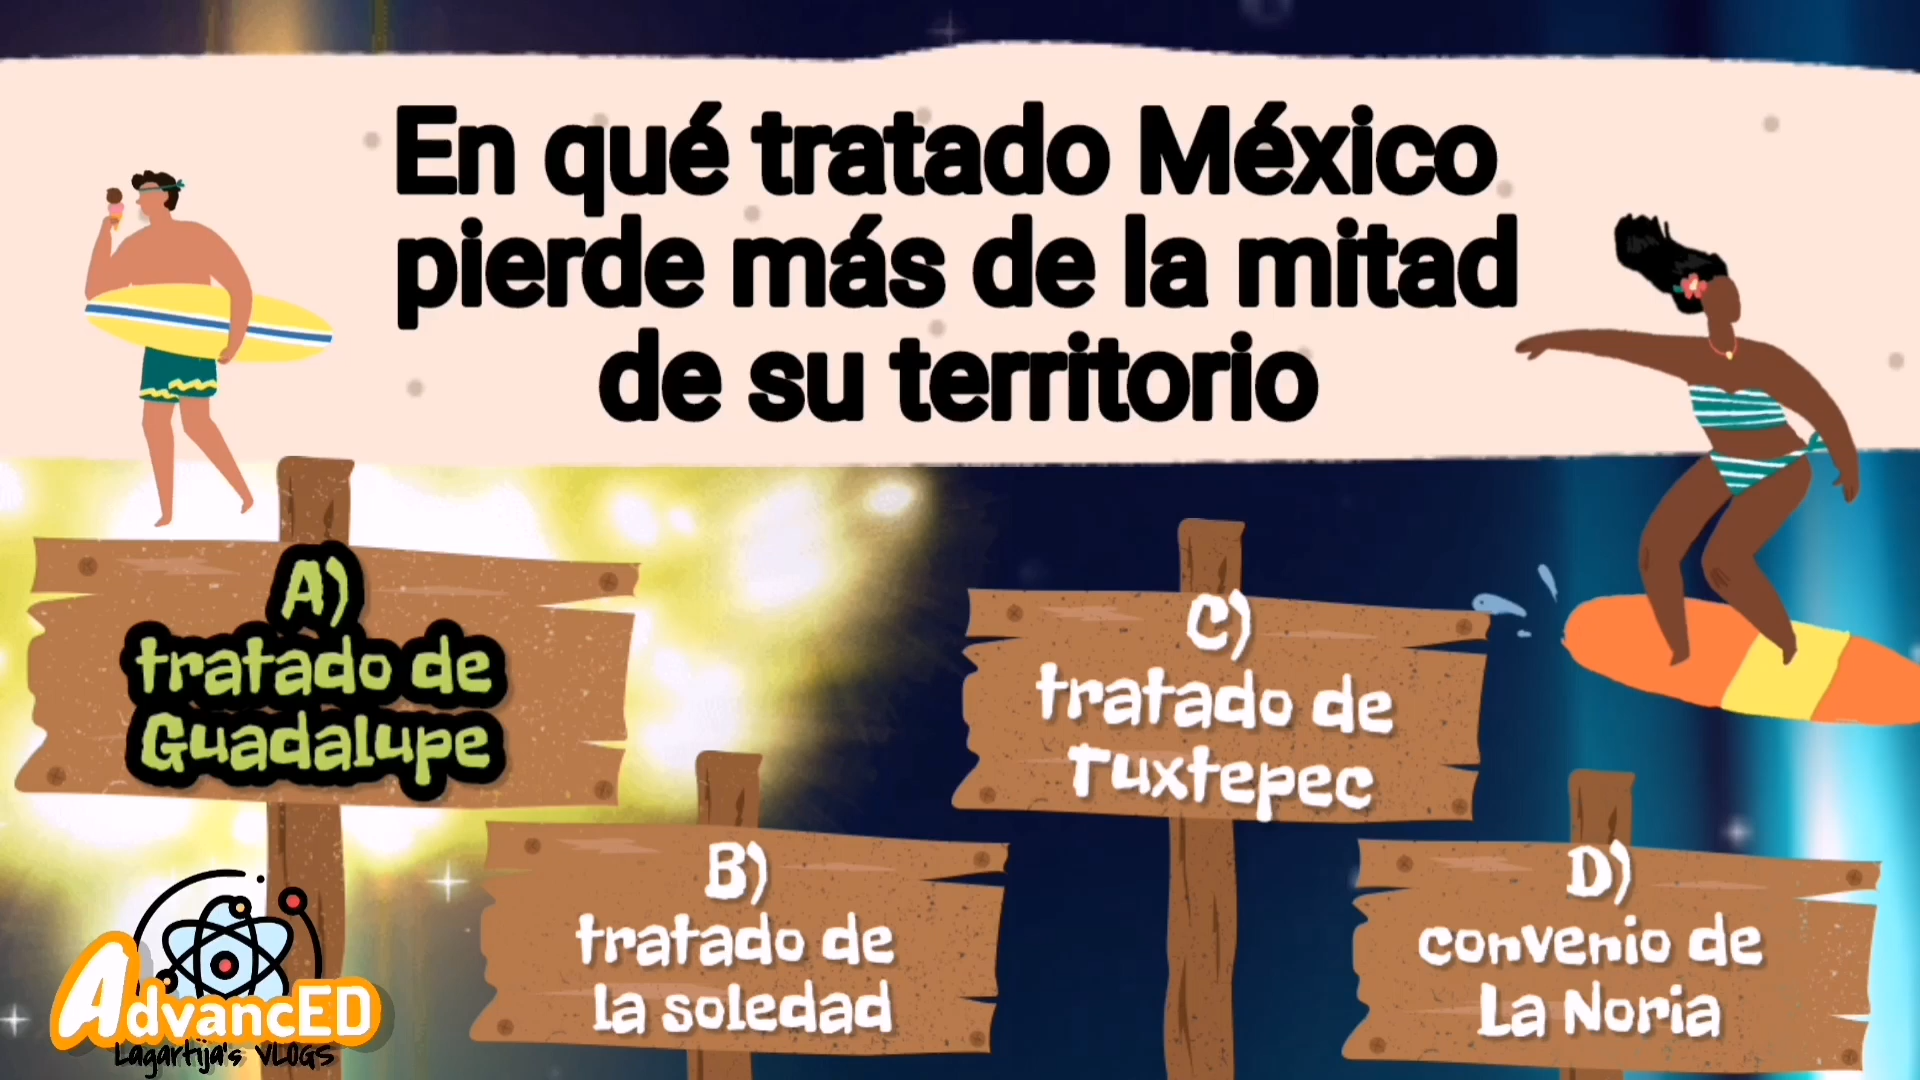 En qué tratado México
pierde más de la mitad
de su territorio
A)
tratado de
Guadalupe
B)
tratado de
la soledad
C)
tratado de
Tuxtepec
D)
convenio de
La Noria
AdvancED
Lagartija's VLOGS